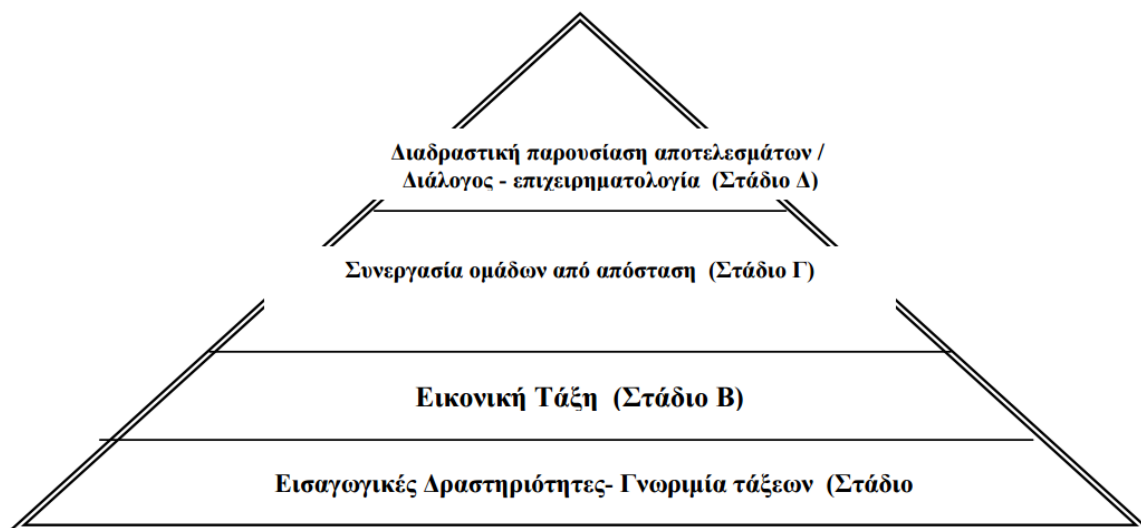 Διαδραστική παρουσίαση αποτελεσμάτων /
Διάλογος - επιχειρηματολογία (Στάδιο Δ)
Συνεργασία ομάδων από απόσταση (Στάδιο Γ)
Εικονική Τάξη (Στάδιο Β)
Εισαγωγικές Δραστηριότητες- Γνωριμία τάξεων (Στάδιο